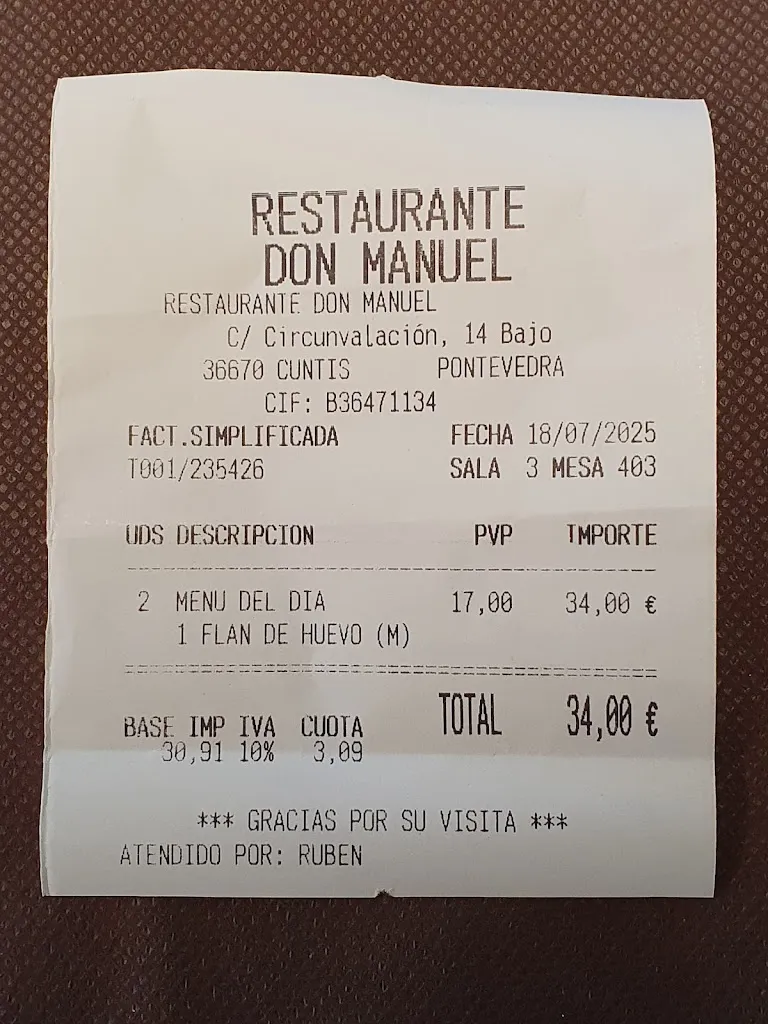 RESTAURANTE
DON MANUEL
RESTAURANTE DON MANUEL
C/ Circunvalación, 14 Bajo
36670 CUNTIS PONTEVEDRA
CIF: B36471134
FACT.SIMPLIFICADA FECHA 18/07/2025
T001/235426 SALA 3 MESA 403
UDS DESCRIPCION PVP IMPORTE
2 MENU DEL DIA 17,00 34,00 €
1 FLAN DE HUEVO (M)
TOTAL 34,00 €
BASE IMP IVA CUOTA
30,91 10% 3,09
*** GRACIAS POR SU VISITA ***
ATENDIDO POR: RUBEN